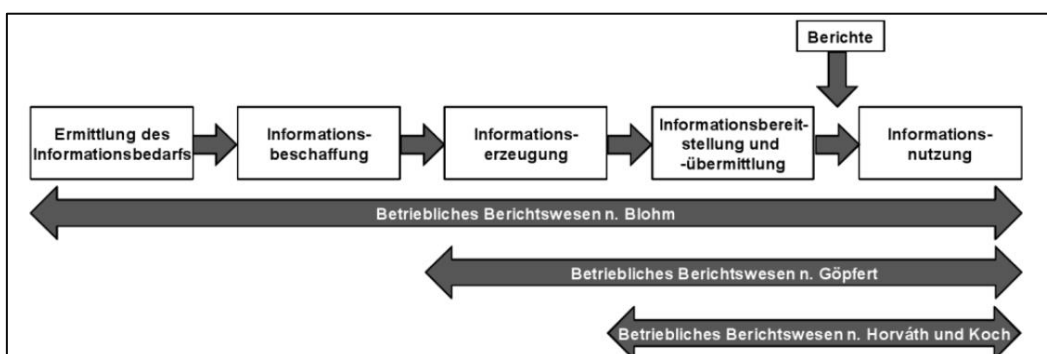 Berichte
Ermittlung des
Informationsbedarfs
Informations-
beschaffung
Informations-
erzeugung
Informationsbereit-
stellung und
-übermittlung
Informations-
nutzung
Betriebliches Berichtswesen n. Blohm
Betriebliches Berichtswesen n. Göpfert
Betriebliches Berichtswesen n. Horváth und Koch